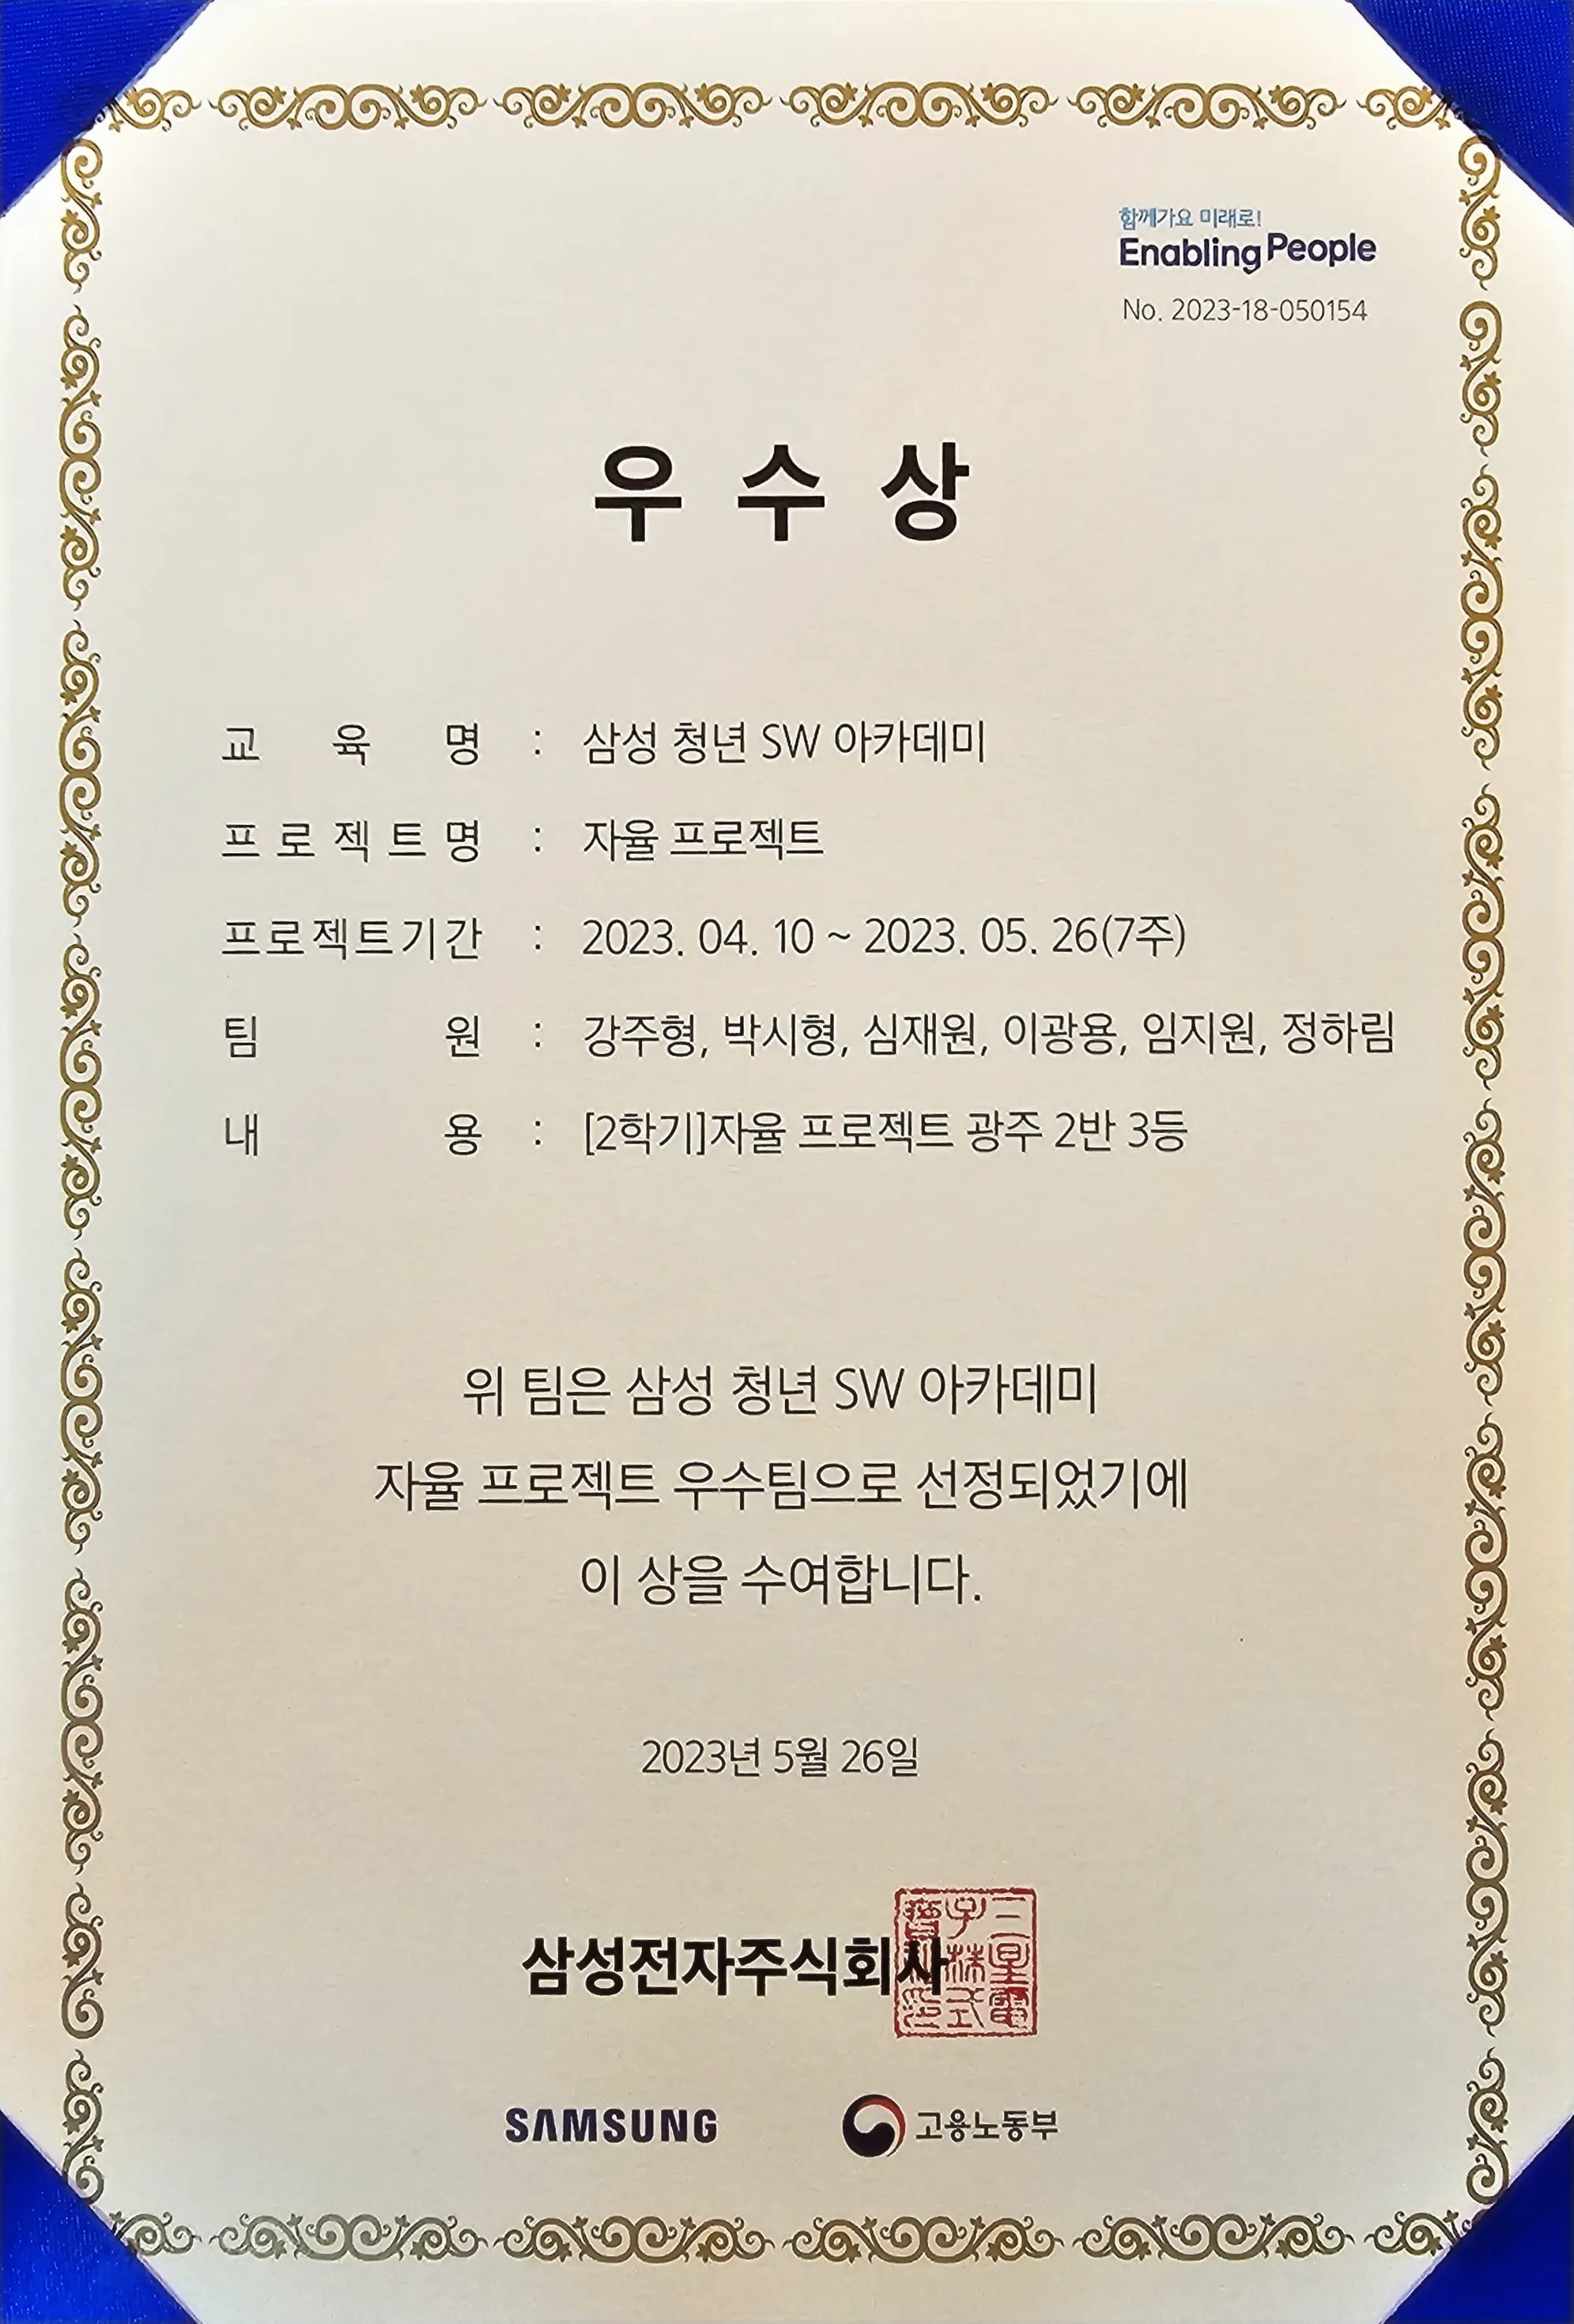 함께가요 미래로!
Enabling People
No. 2023-18-050154
우 수 상
교 육 명 : 삼성 청년 SW 아카데미
프 로 젝 트 명 : 자율 프로젝트
프로젝트기간 : 2023. 04. 10 ~ 2023. 05. 26(7주)
팀 원 : 강주형, 박시형, 심재원, 이광용, 임지원, 정하림
내 용 : [2학기]자율 프로젝트 광주 2반 3등
위 팀은 삼성 청년 SW 아카데미
자율 프로젝트 우수팀으로 선정되었기에
이 상을 수여합니다.
2023년 5월 26일
삼성전자주식회사
SAMSUNG
고용노동부